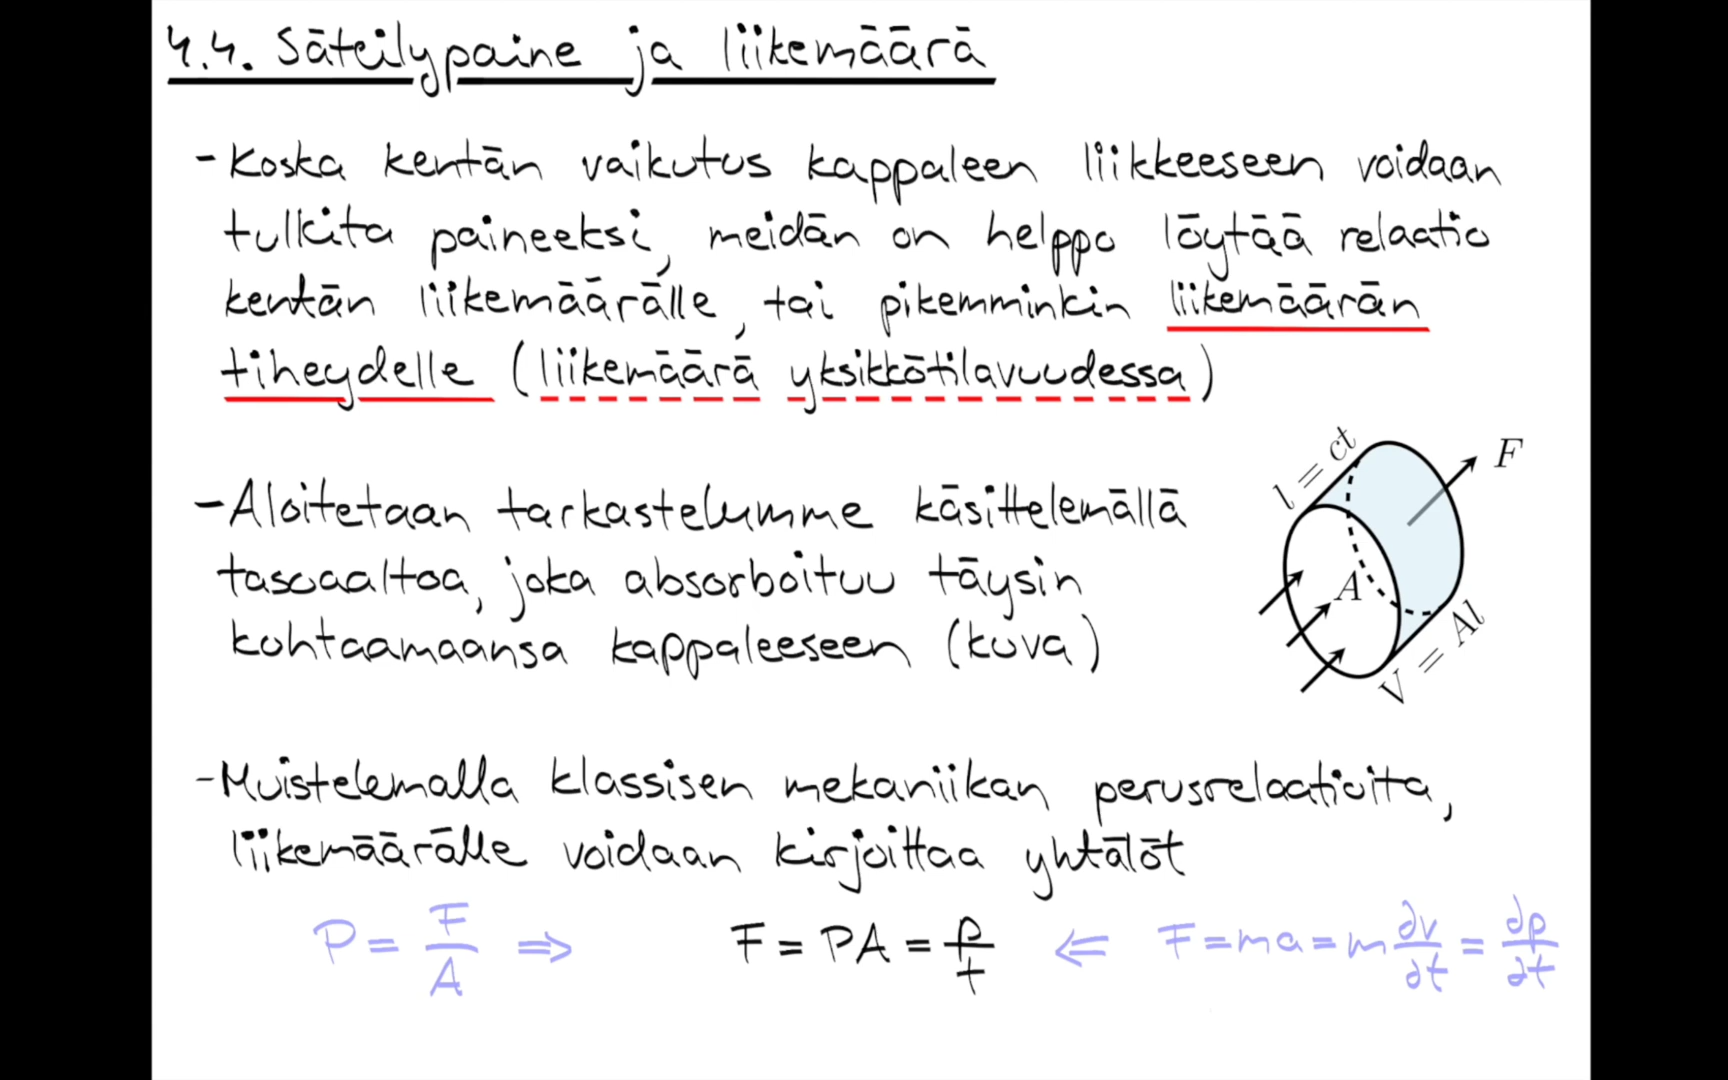 4.4. Säteilypaine ja liikemäärä
- Koska kentän vaikutus kappaleen liikkeeseen voidaan
tulkita paineeksi, meidän on helppo löytää relaatio
kentän liikemäärälle, tai pikemminkin liikemäärän
tiheydelle (liikemäärä yksikkötilavuudessa)
- Aloitetaan tarkastelumme käsittelemällä
tasoaaltoa, joka absorboituu täysin
kohtaamaansa kappaleeseen (kuva)
l = ct
F
A
V = Al
- Muistelemalla klassisen mekaniikan perusrelaatioita,
liikemäärälle voidaan kirjoittaa yhtälöt
P = F/A ⇒ F = PA = p/t ⇐ F = ma = m ∂v/∂t = ∂p/∂t